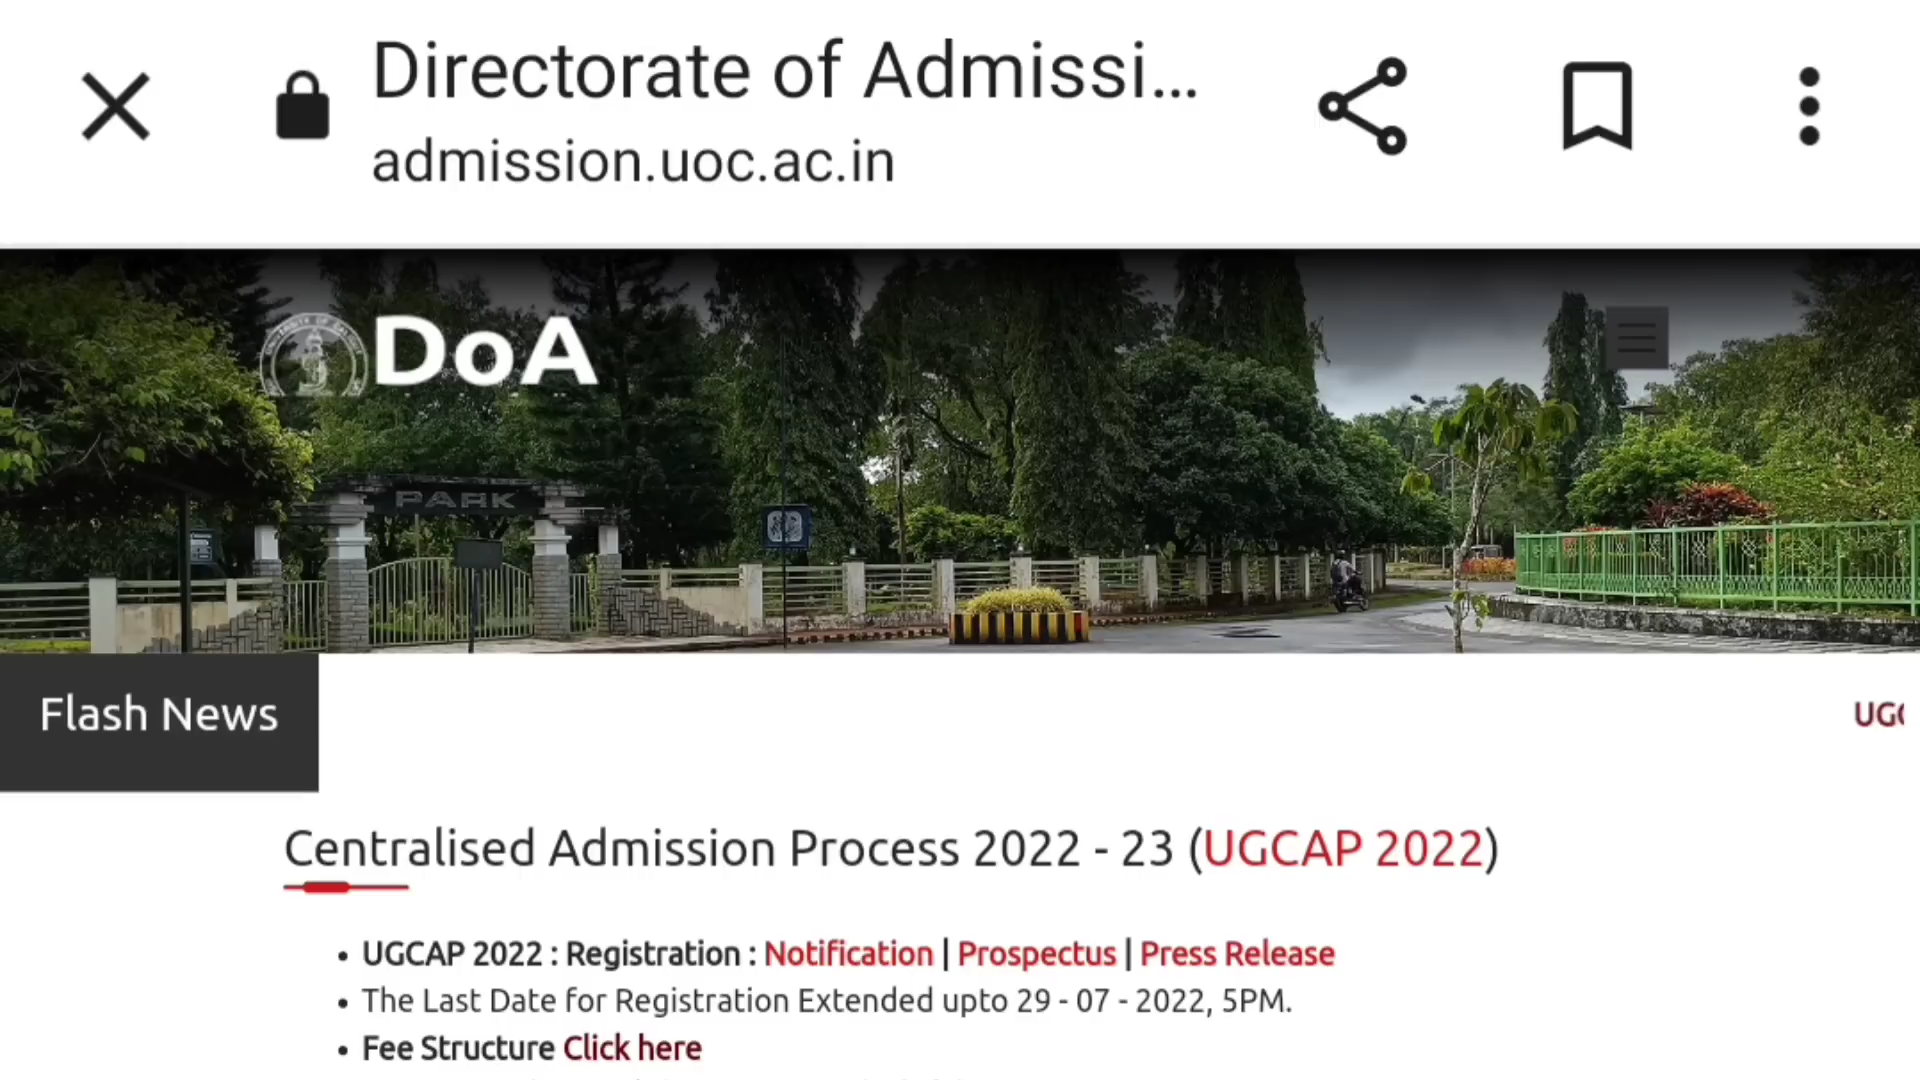 Directorate of Admissi...
admission.uoc.ac.in
DoA
PARK
Flash News
UGC
Centralised Admission Process 2022 - 23 (UGCAP 2022)
• UGCAP 2022 : Registration : Notification | Prospectus | Press Release
• The Last Date for Registration Extended upto 29 - 07 - 2022, 5PM.
• Fee Structure Click here